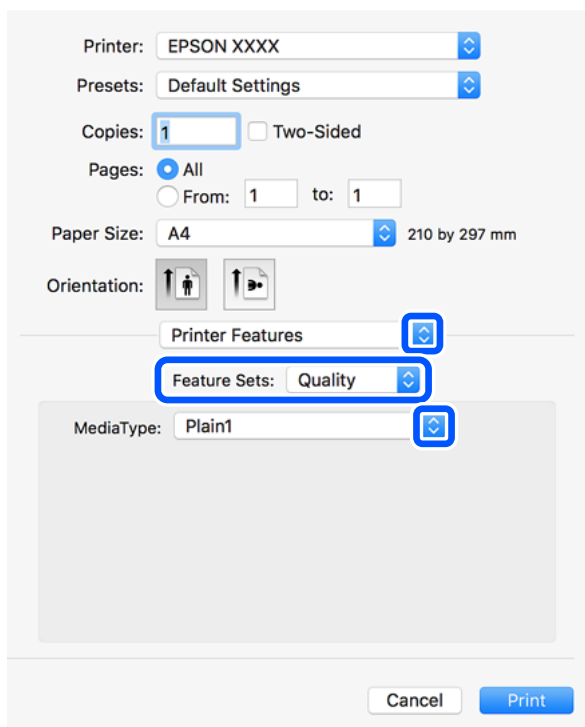 Printer: EPSON XXXX
Presets: Default Settings
Copies: 1 Two-Sided
Pages: All
From: 1 to: 1
Paper Size: A4 210 by 297 mm
Orientation:
Printer Features
Feature Sets: Quality
MediaType: Plain1
Cancel Print